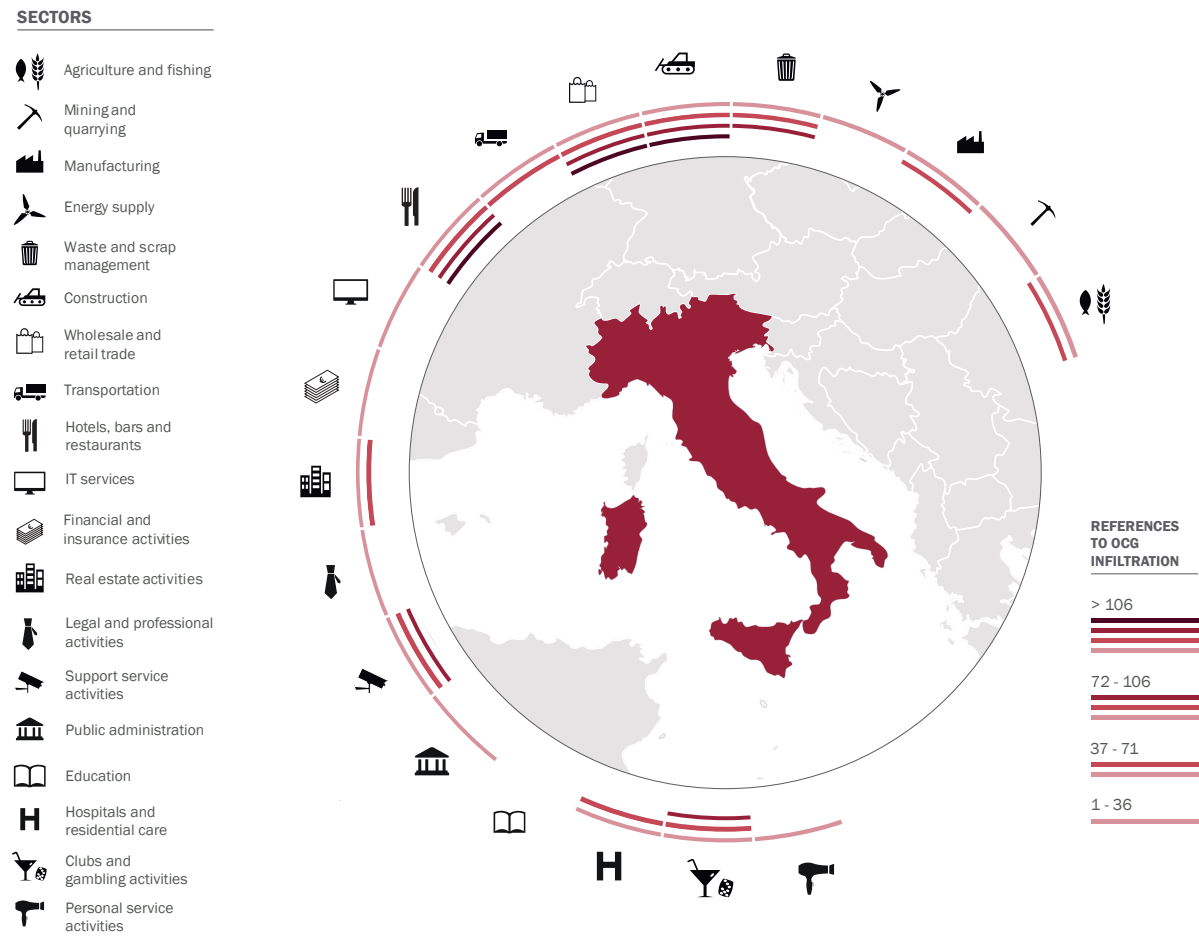 SECTORS
Agriculture and fishing
Mining and
quarrying
Manufacturing
Energy supply
Waste and scrap
management
Construction
Wholesale and
retail trade
Transportation
Hotels, bars and
restaurants
IT services
Financial and
insurance activities
Real estate activities
Legal and professional
activities
Support service
activities
Public administration
Education
H
Hospitals and
residential care
Clubs and
gambling activities
Personal service
activities
H
REFERENCES
TO OCG
INFILTRATION
> 106
72 - 106
37 - 71
1 - 36